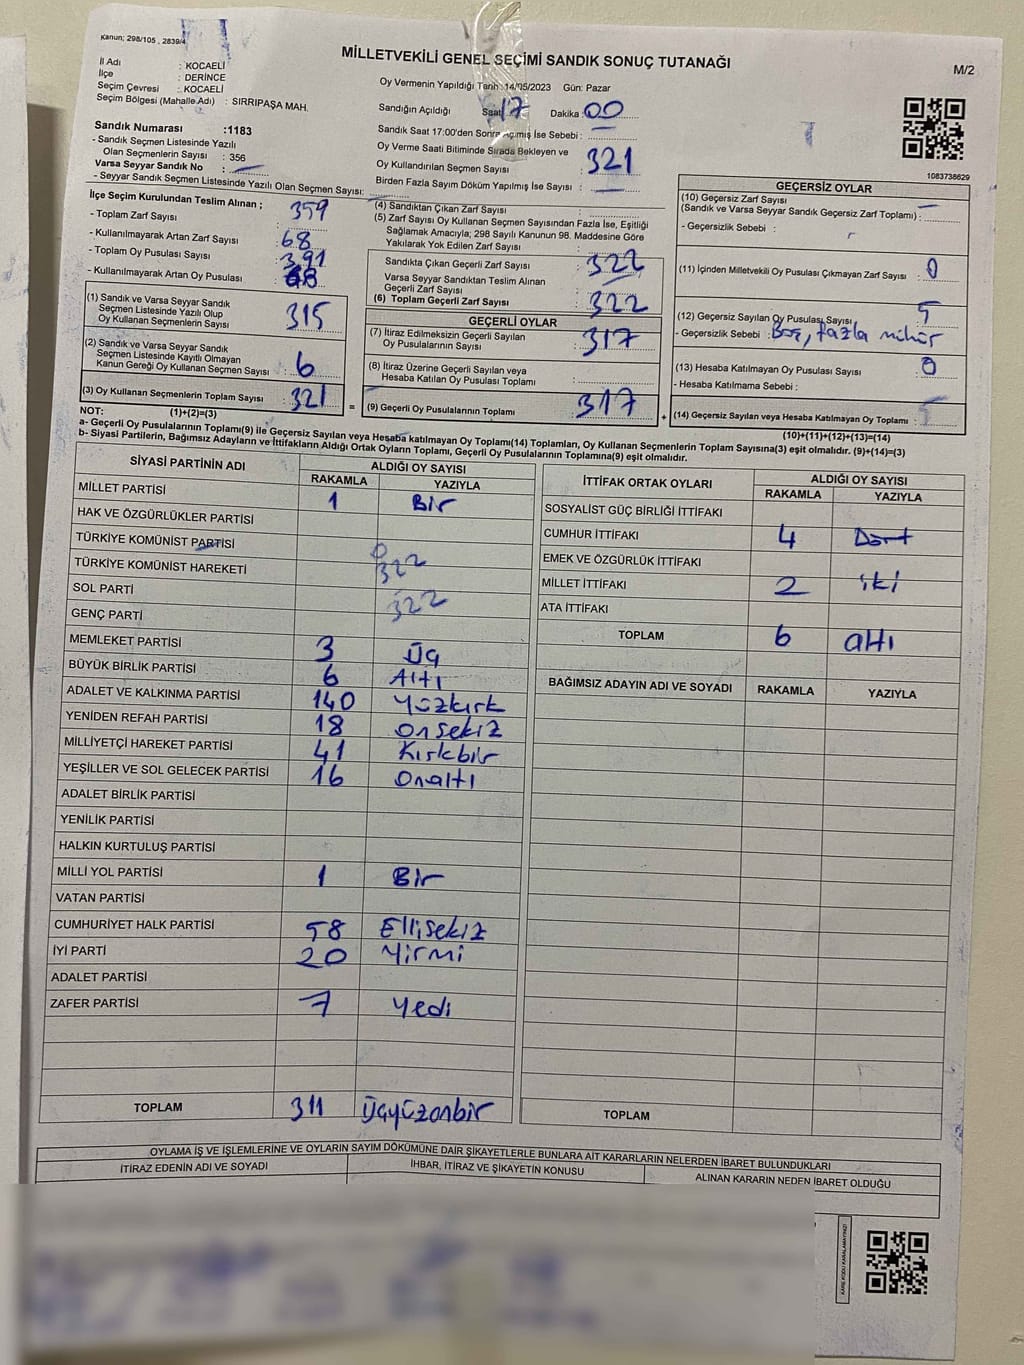 Kanun; 298/105 , 2839/4
MİLLETVEKİLİ GENEL SEÇİMİ SANDIK SONUÇ TUTANAĞI
M/2
İl Adı : KOCAELİ
İlçe : DERİNCE
Seçim Çevresi : KOCAELİ
Seçim Bölgesi (Mahalle Adı) : SIRRIPAŞA MAH.
Sandık Numarası :1183
- Sandık Seçmen Listesinde Yazılı
Olan Seçmenlerin Sayısı : 356
Varsa Seyyar Sandık No :
- Seyyar Sandık Seçmen Listesinde Yazılı Olan Seçmen Sayısı:
Oy Vermenin Yapıldığı Tarih: 14/05/2023 Gün: Pazar
Sandığın Açıldığı Saat: 17 Dakika : 00
Sandık Saat 17:00'den Sonra Açılmış İse Sebebi :
Oy Verme Saati Bitiminde Sırada Bekleyen ve
Oy Kullandırılan Seçmen Sayısı : 321
Birden Fazla Sayım Döküm Yapılmış İse Sayısı :
1083738629
İlçe Seçim Kurulundan Teslim Alınan ;
- Toplam Zarf Sayısı : 359
- Kullanılmayarak Artan Zarf Sayısı : 68
- Toplam Oy Pusulası Sayısı : 391
- Kullanılmayarak Artan Oy Pusulası :
(1) Sandık ve Varsa Seyyar Sandık
Seçmen Listesinde Yazılı Olup
Oy Kullanan Seçmenlerin Sayısı : 315
(2) Sandık ve Varsa Seyyar Sandık
Seçmen Listesinde Kayıtlı Olmayan
Kanun Gereği Oy Kullanan Seçmen Sayısı : 6
(3) Oy Kullanan Seçmenlerin Toplam Sayısı : 321
(4) Sandıktan Çıkan Zarf Sayısı :
(5) Zarf Sayısı Oy Kullanan Seçmen Sayısından Fazla İse, Eşitliği
Sağlamak Amacıyla; 298 Sayılı Kanunun 98. Maddesine Göre
Yakılarak Yok Edilen Zarf Sayısı :
Sandıkta Çıkan Geçerli Zarf Sayısı : 322
Varsa Seyyar Sandıktan Teslim Alınan
Geçerli Zarf Sayısı :
(6) Toplam Geçerli Zarf Sayısı : 322
GEÇERLİ OYLAR
(7) İtiraz Edilmeksizin Geçerli Sayılan
Oy Pusulalarının Sayısı : 317
(8) İtiraz Üzerine Geçerli Sayılan veya
Hesaba Katılan Oy Pusulası Toplamı :
= (9) Geçerli Oy Pusulalarının Toplamı : 317 +
GEÇERSİZ OYLAR
(10) Geçersiz Zarf Sayısı
(Sandık ve Varsa Seyyar Sandık Geçersiz Zarf Toplamı) : –
- Geçersizlik Sebebi :
(11) İçinden Milletvekili Oy Pusulası Çıkmayan Zarf Sayısı : 0
(12) Geçersiz Sayılan Oy Pusulası Sayısı : 5
- Geçersizlik Sebebi : Boş, fazla mühür
(13) Hesaba Katılmayan Oy Pusulası Sayısı : 0
- Hesaba Katılmama Sebebi :
(14) Geçersiz Sayılan veya Hesaba Katılmayan Oy Toplamı : 5
NOT: (1)+(2)=(3)
(10)+(11)+(12)+(13)=(14)
a- Geçerli Oy Pusulalarının Toplamı(9) ile Geçersiz Sayılan veya Hesaba katılmayan Oy Toplamı(14) Toplamları, Oy Kullanan Seçmenlerin Toplam Sayısına(3) eşit olmalıdır. (9)+(14)=(3)
b- Siyasi Partilerin, Bağımsız Adayların ve İttifakların Aldığı Ortak Oyların Toplamı, Geçerli Oy Pusulalarının Toplamına(9) eşit olmalıdır.
SİYASİ PARTİNİN ADI ALDIĞI OY SAYISI
RAKAMLA YAZIYLA
MİLLET PARTİSİ 1 Bir
HAK VE ÖZGÜRLÜKLER PARTİSİ
TÜRKİYE KOMÜNİST PARTİSİ
TÜRKİYE KOMÜNİST HAREKETİ 322
SOL PARTİ 322
GENÇ PARTİ
MEMLEKET PARTİSİ 3 Üç
BÜYÜK BİRLİK PARTİSİ 6 Altı
ADALET VE KALKINMA PARTİSİ 140 Yüzkırk
YENİDEN REFAH PARTİSİ 18 onsekiz
MİLLİYETÇİ HAREKET PARTİSİ 41 Kırkbir
YEŞİLLER VE SOL GELECEK PARTİSİ 16 Onaltı
ADALET BİRLİK PARTİSİ
YENİLİK PARTİSİ
HALKIN KURTULUŞ PARTİSİ
MİLLİ YOL PARTİSİ 1 Bir
VATAN PARTİSİ
CUMHURİYET HALK PARTİSİ 58 Ellisekiz
İYİ PARTİ 20 Yirmi
ADALET PARTİSİ
ZAFER PARTİSİ 7 Yedi
TOPLAM 311 Üçyüzonbir
İTTİFAK ORTAK OYLARI ALDIĞI OY SAYISI
RAKAMLA YAZIYLA
SOSYALİST GÜÇ BİRLİĞİ İTTİFAKI
CUMHUR İTTİFAKI 4 Dört
EMEK VE ÖZGÜRLÜK İTTİFAKI
MİLLET İTTİFAKI 2 iki
ATA İTTİFAKI
TOPLAM 6 altı
BAĞIMSIZ ADAYIN ADI VE SOYADI RAKAMLA YAZIYLA
TOPLAM
OYLAMA İŞ VE İŞLEMLERİNE VE OYLARIN SAYIM DÖKÜMÜNE DAİR ŞİKAYETLERLE BUNLARA AİT KARARLARIN NELERDEN İBARET BULUNDUKLARI
İTİRAZ EDENİN ADI VE SOYADI İHBAR, İTİRAZ VE ŞİKAYETİN KONUSU ALINAN KARARIN NEDEN İBARET OLDUĞU
KARE KODU KARALAMAYINIZ!